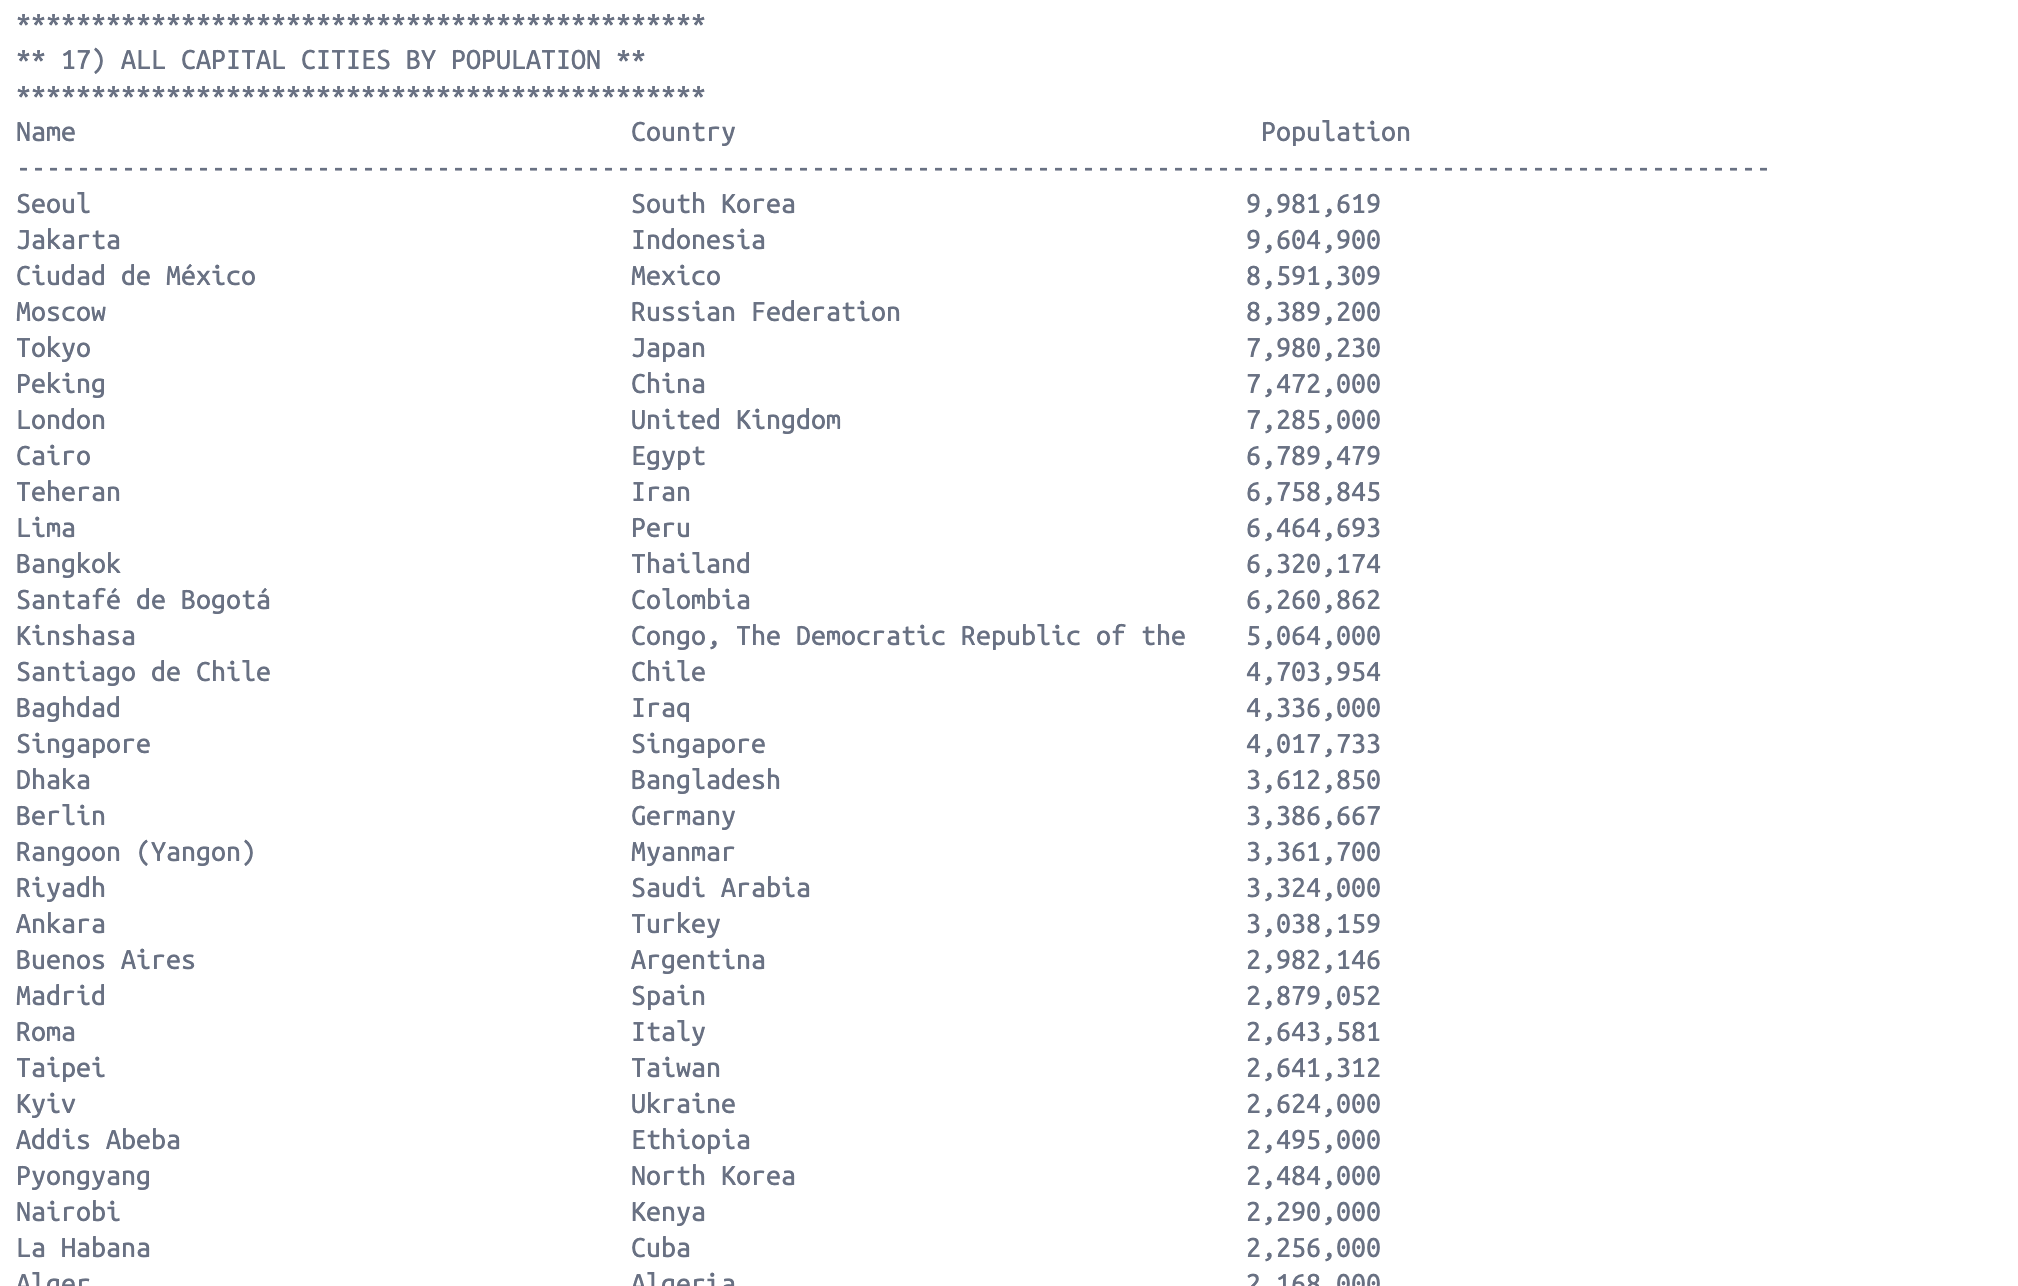 **********************************************
** 17) ALL CAPITAL CITIES BY POPULATION **
**********************************************
Name Country Population
---------------------------------------------------------------------------------------------------------------------
Seoul South Korea 9,981,619
Jakarta Indonesia 9,604,900
Ciudad de México Mexico 8,591,309
Moscow Russian Federation 8,389,200
Tokyo Japan 7,980,230
Peking China 7,472,000
London United Kingdom 7,285,000
Cairo Egypt 6,789,479
Teheran Iran 6,758,845
Lima Peru 6,464,693
Bangkok Thailand 6,320,174
Santafé de Bogotá Colombia 6,260,862
Kinshasa Congo, The Democratic Republic of the 5,064,000
Santiago de Chile Chile 4,703,954
Baghdad Iraq 4,336,000
Singapore Singapore 4,017,733
Dhaka Bangladesh 3,612,850
Berlin Germany 3,386,667
Rangoon (Yangon) Myanmar 3,361,700
Riyadh Saudi Arabia 3,324,000
Ankara Turkey 3,038,159
Buenos Aires Argentina 2,982,146
Madrid Spain 2,879,052
Roma Italy 2,643,581
Taipei Taiwan 2,641,312
Kyiv Ukraine 2,624,000
Addis Abeba Ethiopia 2,495,000
Pyongyang North Korea 2,484,000
Nairobi Kenya 2,290,000
La Habana Cuba 2,256,000
Alger Algeria 2,168,000